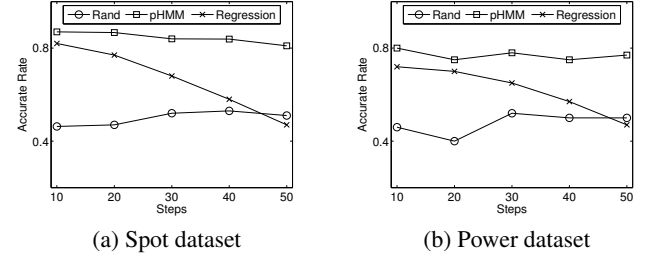 Rand pHMM Regression
Accurate Rate
0.8
0.4
10 20 30 40 50
Steps
(a) Spot dataset
Rand pHMM Regression
Accurate Rate
0.8
0.4
10 20 30 40 50
Steps
(b) Power dataset